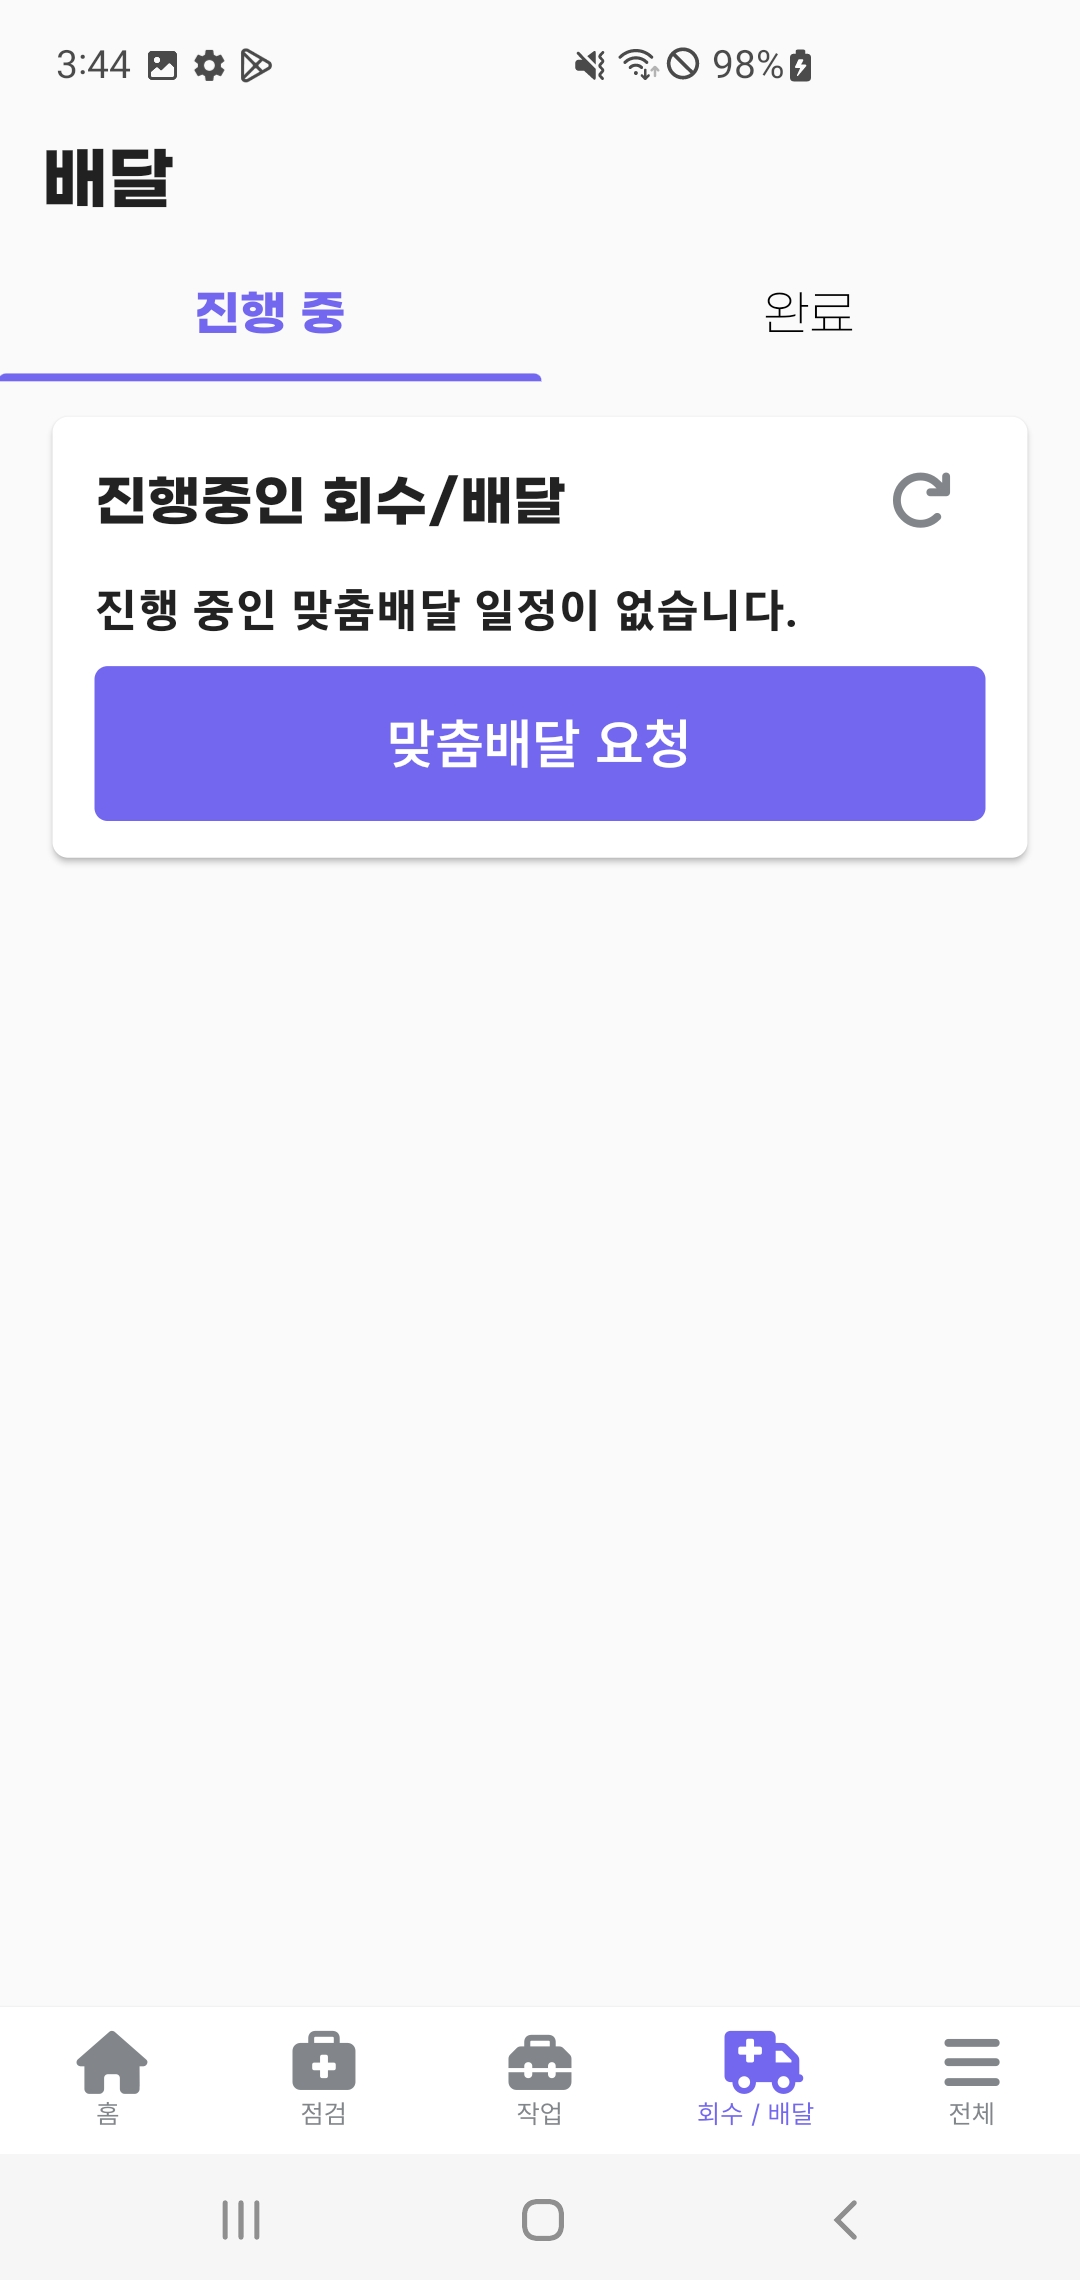 3:44 98%
배달
진행 중 완료
진행중인 회수/배달
진행 중인 맞춤배달 일정이 없습니다.
맞춤배달 요청
홈 점검 작업 회수 / 배달 전체